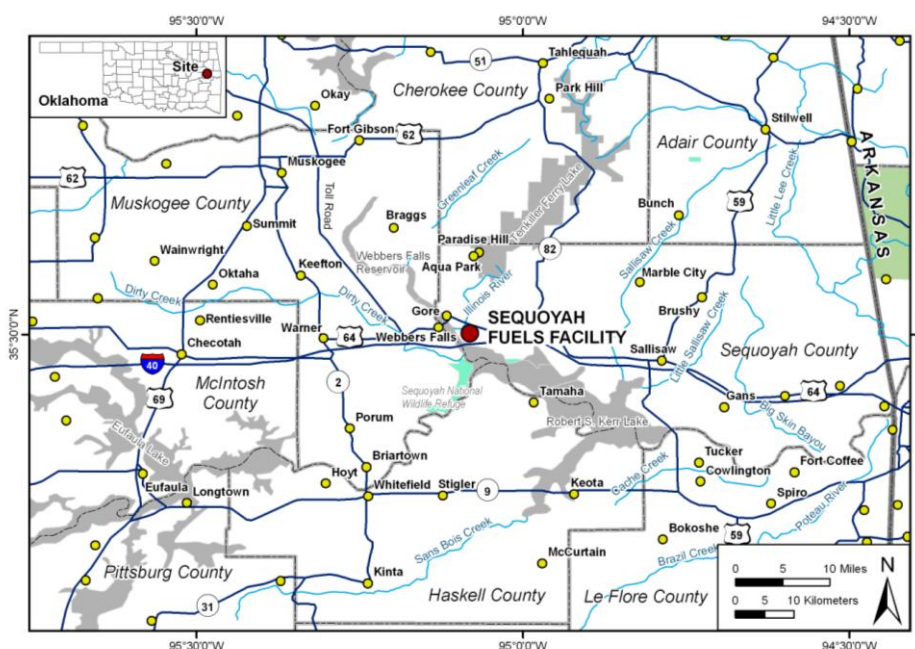 95°30'0"W
95°0'0"W
94°30'0"W
Site
Oklahoma
51
Tahlequah
Cherokee County
Okay
Park Hill
Fort Gibson
62
Stilwell
Adair County
ARKANSAS
Muskogee
62
Greenleaf Creek
Tenkiller Ferry Lake
Little Lee Creek
Muskogee County
Toll Road
59
Bunch
Summit
Braggs
Wainwright
Webbers Falls
Reservoir
Paradise Hill
Aqua Park
82
Sallisaw Creek
Keefton
Oktaha
Illinois River
Marble City
Dirty Creek
Dirty Creek
Brushy
Gore
SEQUOYAH
FUELS FACILITY
Rentiesville
Warner
64
Webbers Falls
35°30'0"N
35°30'0"N
Checotah
Sallisaw
Little Sallisaw Creek
Sequoyah County
40
69
McIntosh
County
2
Sequoyah National
Wildlife Refuge
Tamaha
Gans
64
Robert S. Kerr Lake
Big Skin Bayou
Porum
Eufaula Lake
Briartown
Tucker
Hoyt
Cache Creek
Cowlington
Fort Coffee
Eufaula
Longtown
Whitefield
Stigler
9
Keota
Spiro
Poteau River
Sans Bois Creek
Bokoshe
59
McCurtain
Brazil Creek
Pittsburg County
Kinta
31
Haskell County
Le Flore County
N
0 5 10 Miles
0 5 10 Kilometers
95°30'0"W
95°0'0"W
94°30'0"W